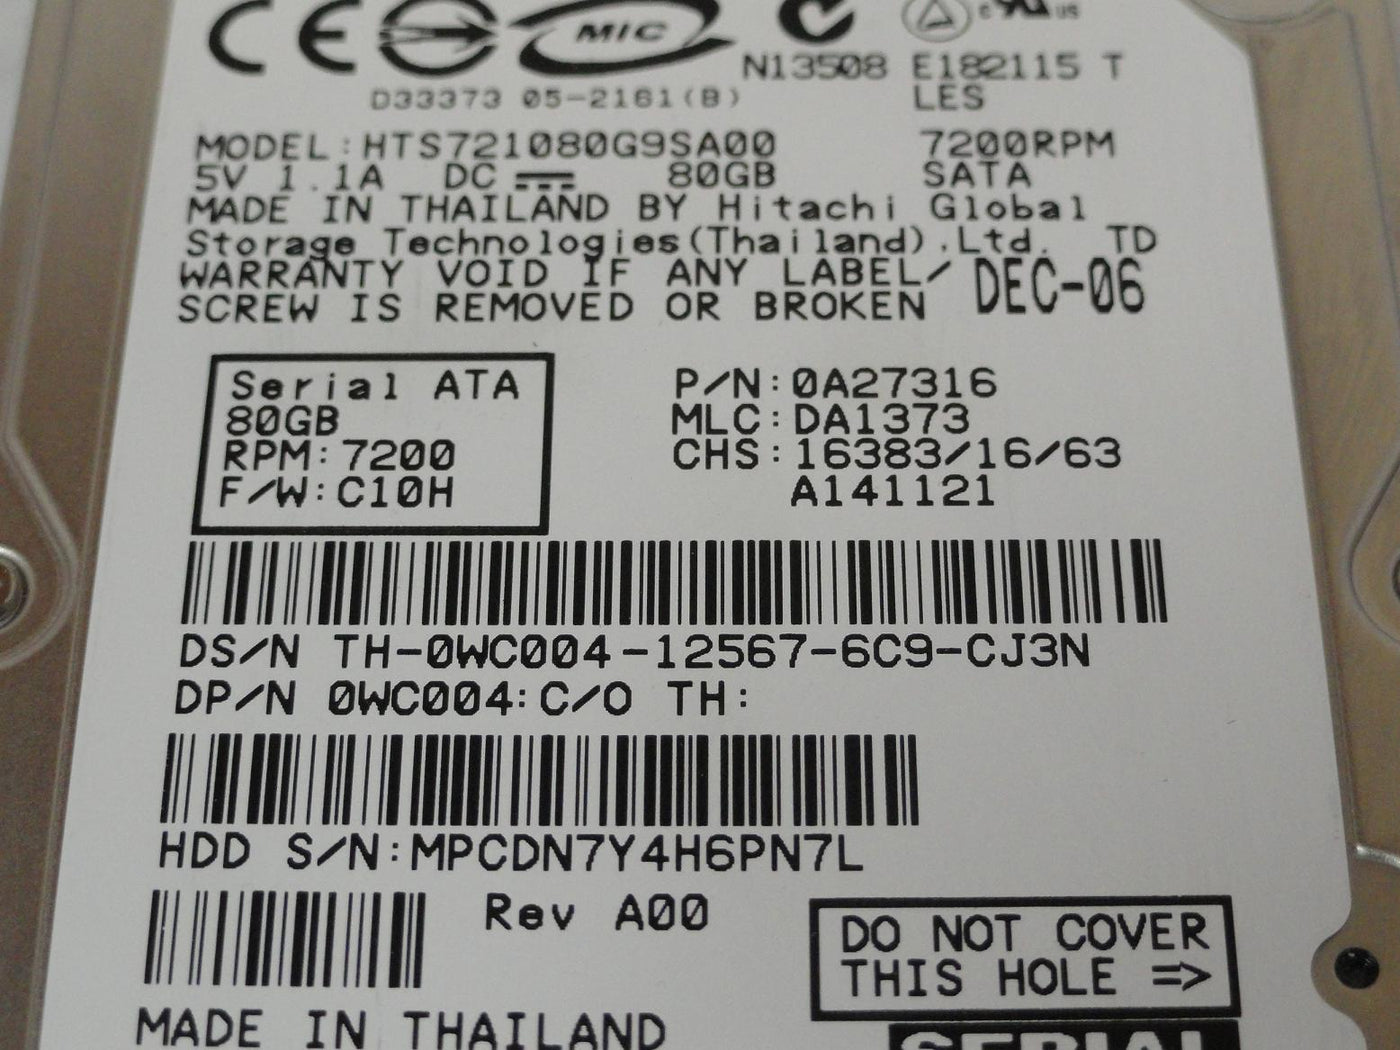 CE MIC c US
N13508 E182115 T
D33373 05-2161(B) LES
MODEL:HTS721080G9SA00 7200RPM
5V 1.1A DC 80GB SATA
MADE IN THAILAND BY Hitachi Global
Storage Technologies(Thailand),Ltd. TD
WARRANTY VOID IF ANY LABEL/ DEC-06
SCREW IS REMOVED OR BROKEN
Serial ATA
80GB
RPM:7200
F/W:C10H
P/N:0A27316
MLC:DA1373
CHS:16383/16/63
A141121
DS/N TH-0WC004-12567-6C9-CJ3N
DP/N 0WC004:C/O TH:
HDD S/N:MPCDN7Y4H6PN7L
Rev A00
DO NOT COVER
THIS HOLE =>
MADE IN THAILAND
SERIAL